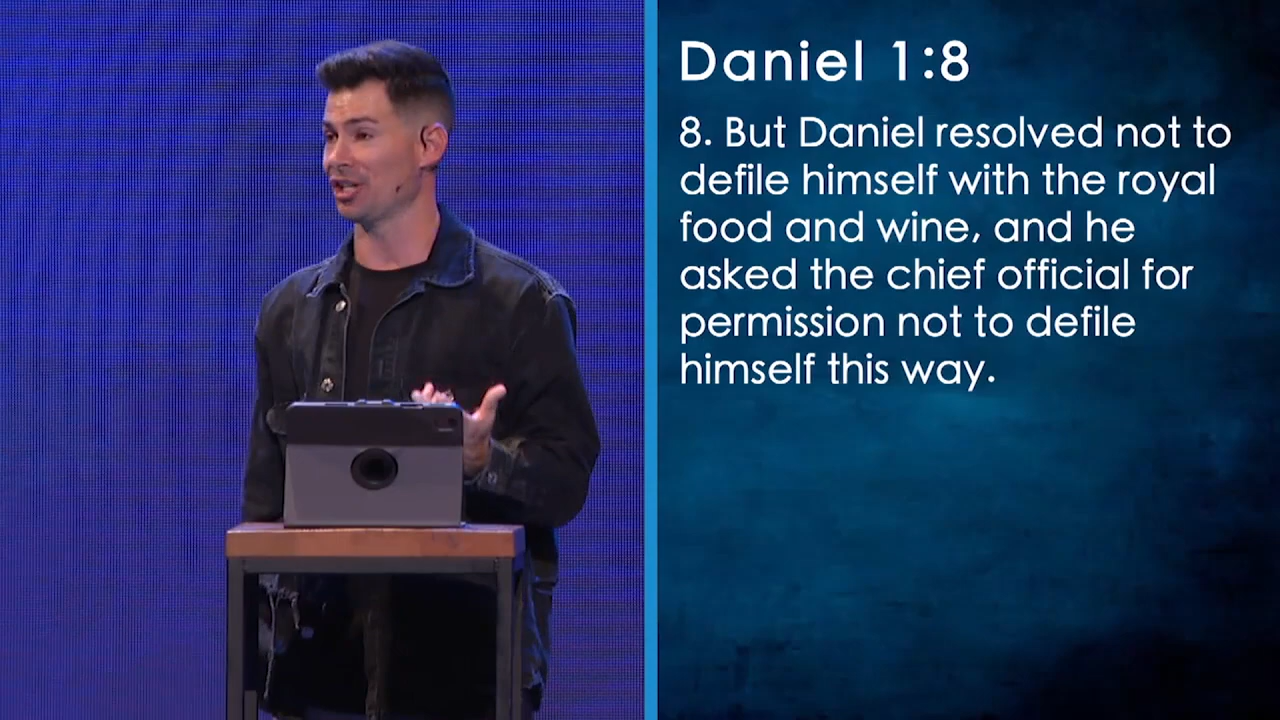 Daniel 1:8
8. But Daniel resolved not to
defile himself with the royal
food and wine, and he
asked the chief official for
permission not to defile
himself this way.